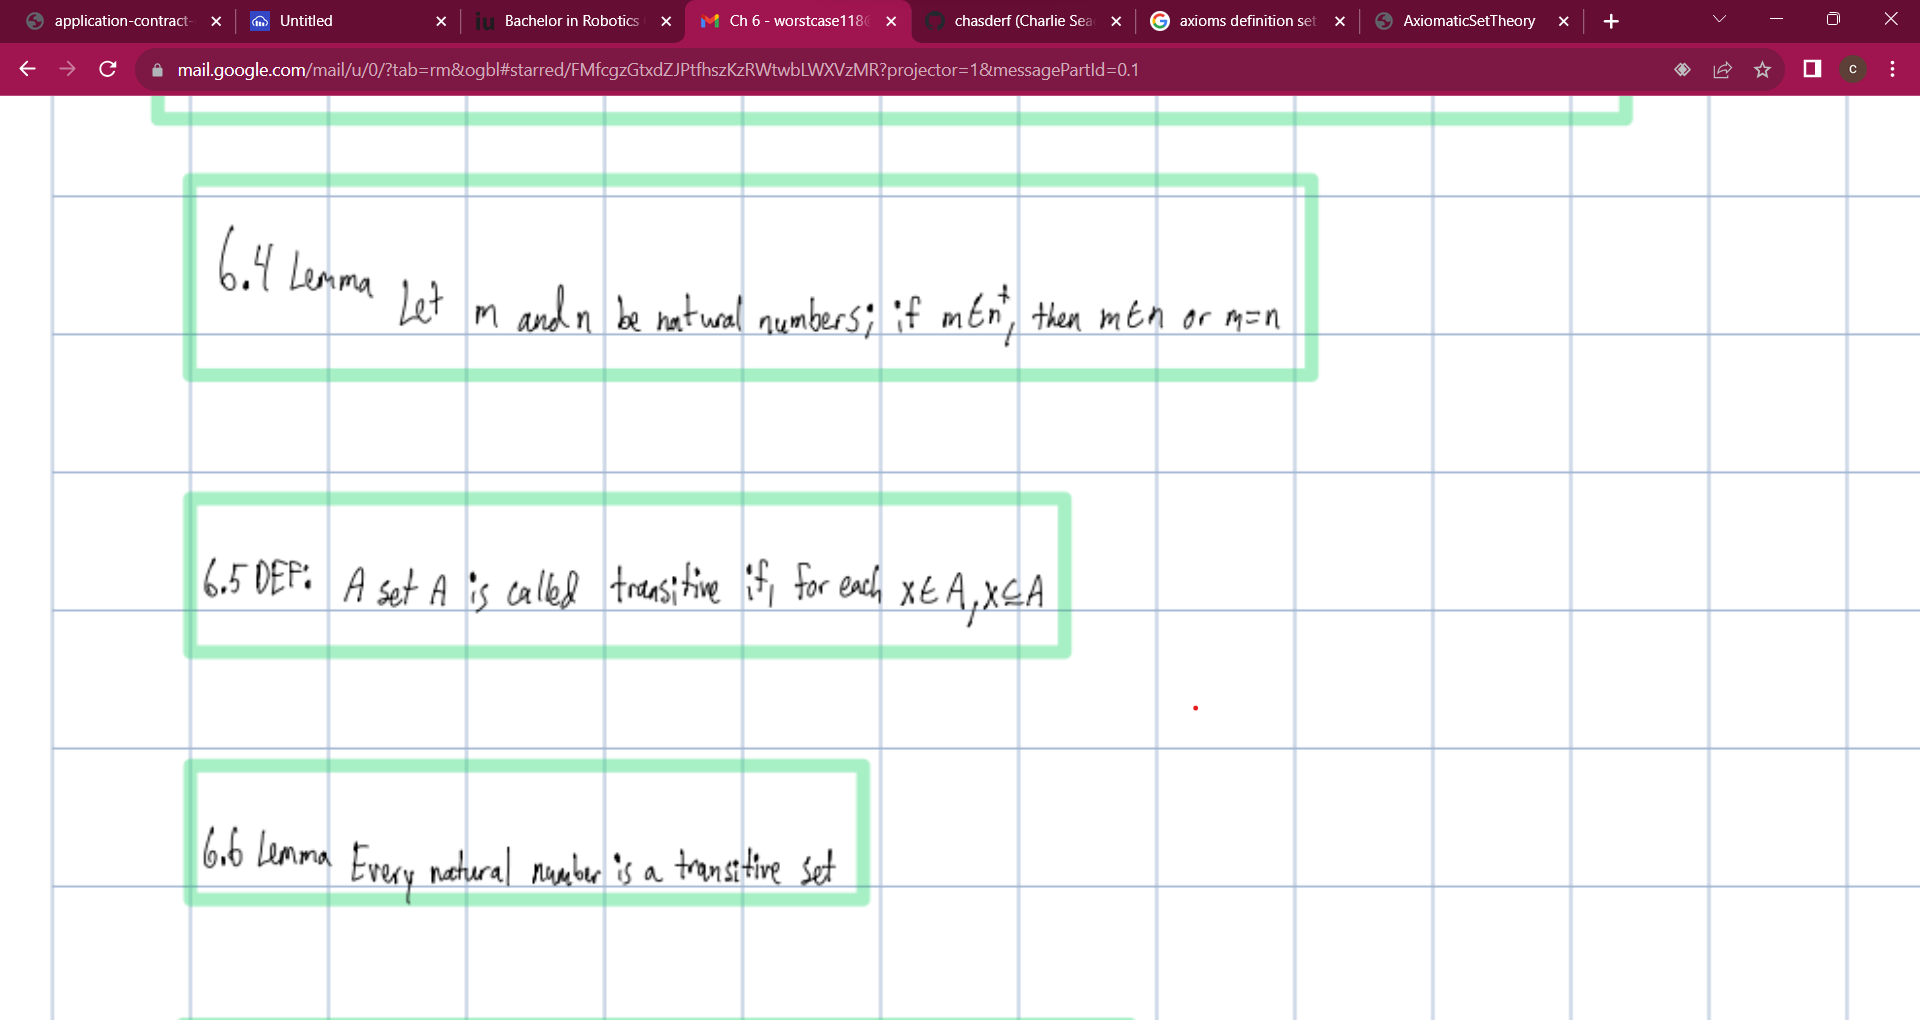 application-contract-
Untitled
Bachelor in Robotics
Ch 6 - worstcase118@
chasderf (Charlie Sea
axioms definition set
AxiomaticSetTheory
mail.google.com/mail/u/0/?tab=rm&ogbl#starred/FMfcgzGtxdZJPtfhszKzRWtwbLWXVzMR?projector=1&messagePartId=0.1
6.4 Lemma Let m and n be natural numbers; if m∈n⁺, then m∈n or m=n
6.5 DEF: A set A is called transitive if, for each x∈A, x⊆A
6.6 Lemma Every natural number is a transitive set